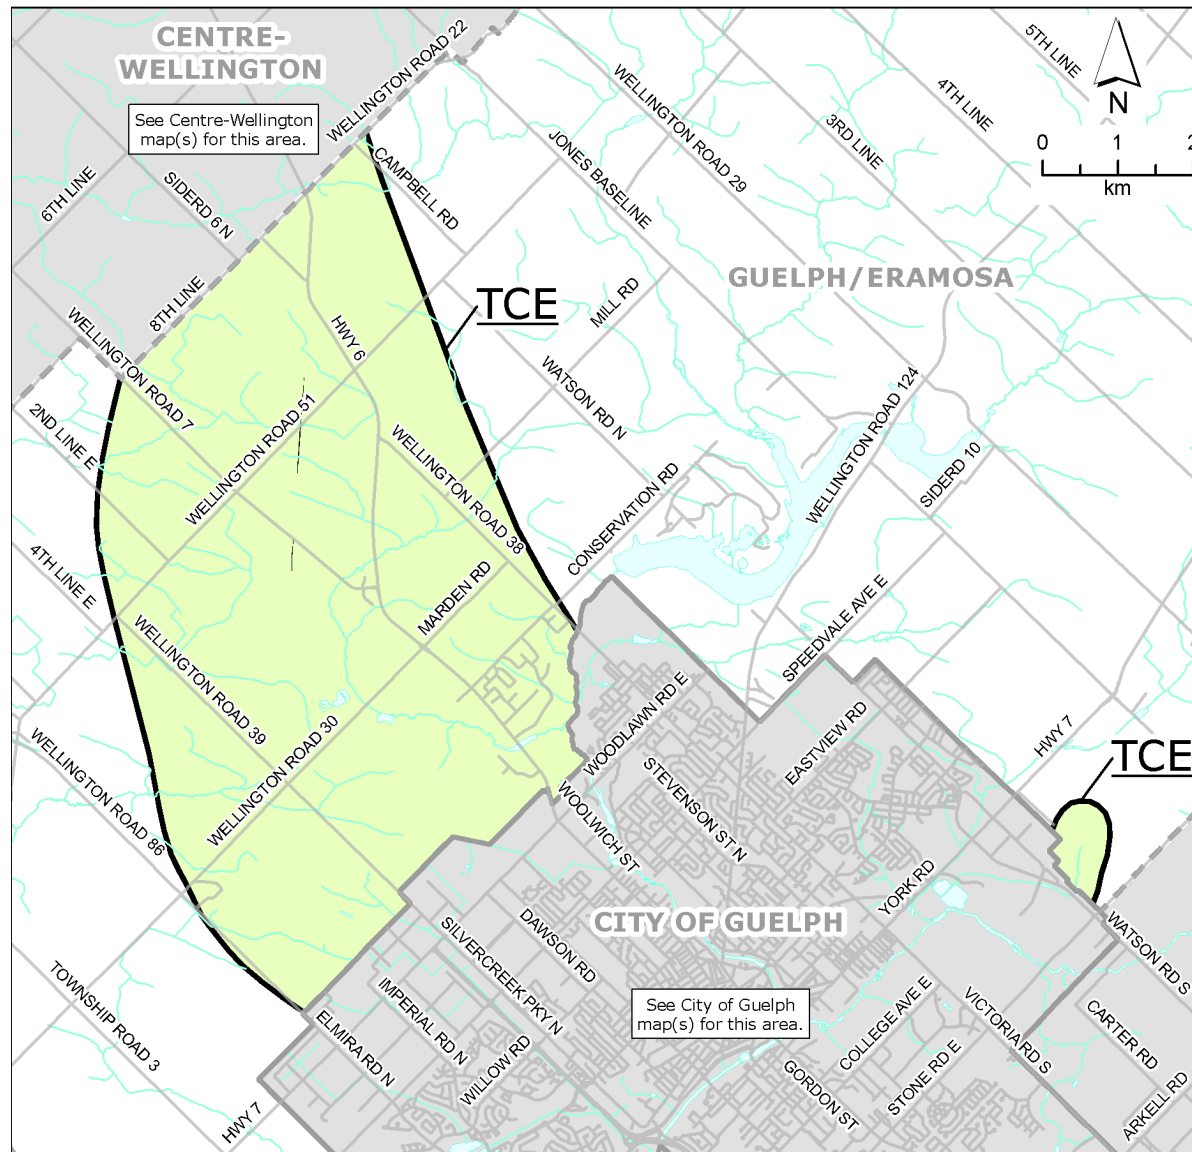 CENTRE-
WELLINGTON
See Centre-Wellington
map(s) for this area.
WELLINGTON ROAD 22
5TH LINE
4TH LINE
3RD LINE
WELLINGTON ROAD 29
JONES BASELINE
N
0 1 2
km
6TH LINE
SIDERD 6 N
CAMPBELL RD
8TH LINE
GUELPH/ERAMOSA
TCE
MILL RD
HWY 6
WELLINGTON ROAD 7
WATSON RD N
2ND LINE E
WELLINGTON ROAD 51
WELLINGTON ROAD 38
WELLINGTON ROAD 124
SIDERD 10
CONSERVATION RD
4TH LINE E
MARDEN RD
SPEEDVALE AVE E
WELLINGTON ROAD 39
WELLINGTON ROAD 30
WOODLAWN RD E
EASTVIEW RD
HWY 7
TCE
WELLINGTON ROAD 86
STEVENSON ST N
WOOLWICH ST
YORK RD
CITY OF GUELPH
DAWSON RD
SILVERCREEK PKY N
WATSON RD S
TOWNSHIP ROAD 3
IMPERIAL RD N
See City of Guelph
map(s) for this area.
COLLEGE AVE E
VICTORIA RD S
CARTER RD
ELMIRA RD N
WILLOW RD
GORDON ST
STONE RD E
ARKELL RD
HWY 7